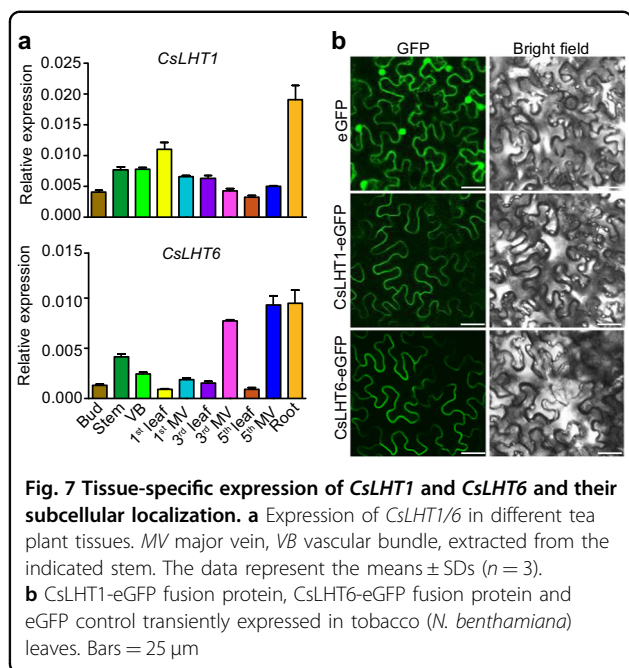 a
CsLHT1
Relative expression
0.025
0.020
0.015
0.010
0.005
0.000
CsLHT6
Relative expression
0.015
0.010
0.005
0.000
Bud
Stem
VB
1st leaf
1st MV
3rd leaf
3rd MV
5th leaf
5th MV
Root
b
GFP
Bright field
eGFP
CsLHT1-eGFP
CsLHT6-eGFP
Fig. 7 Tissue-specific expression of CsLHT1 and CsLHT6 and their
subcellular localization. a Expression of CsLHT1/6 in different tea
plant tissues. MV major vein, VB vascular bundle, extracted from the
indicated stem. The data represent the means ± SDs (n = 3).
b CsLHT1-eGFP fusion protein, CsLHT6-eGFP fusion protein and
eGFP control transiently expressed in tobacco (N. benthamiana)
leaves. Bars = 25 μm